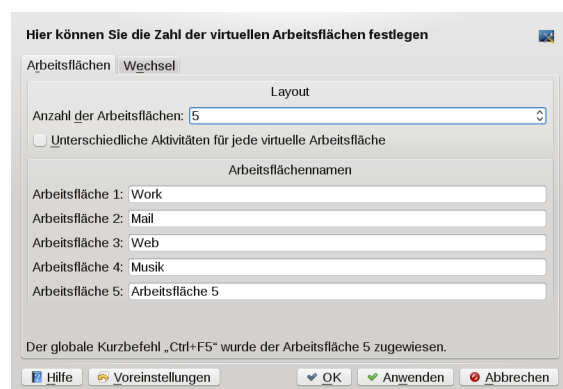 Hier können Sie die Zahl der virtuellen Arbeitsflächen festlegen
Arbeitsflächen Wechsel
Layout
Anzahl der Arbeitsflächen: 5
Unterschiedliche Aktivitäten für jede virtuelle Arbeitsfläche
Arbeitsflächennamen
Arbeitsfläche 1: Work
Arbeitsfläche 2: Mail
Arbeitsfläche 3: Web
Arbeitsfläche 4: Musik
Arbeitsfläche 5: Arbeitsfläche 5
Der globale Kurzbefehl „Ctrl+F5“ wurde der Arbeitsfläche 5 zugewiesen.
Hilfe Voreinstellungen OK Anwenden Abbrechen